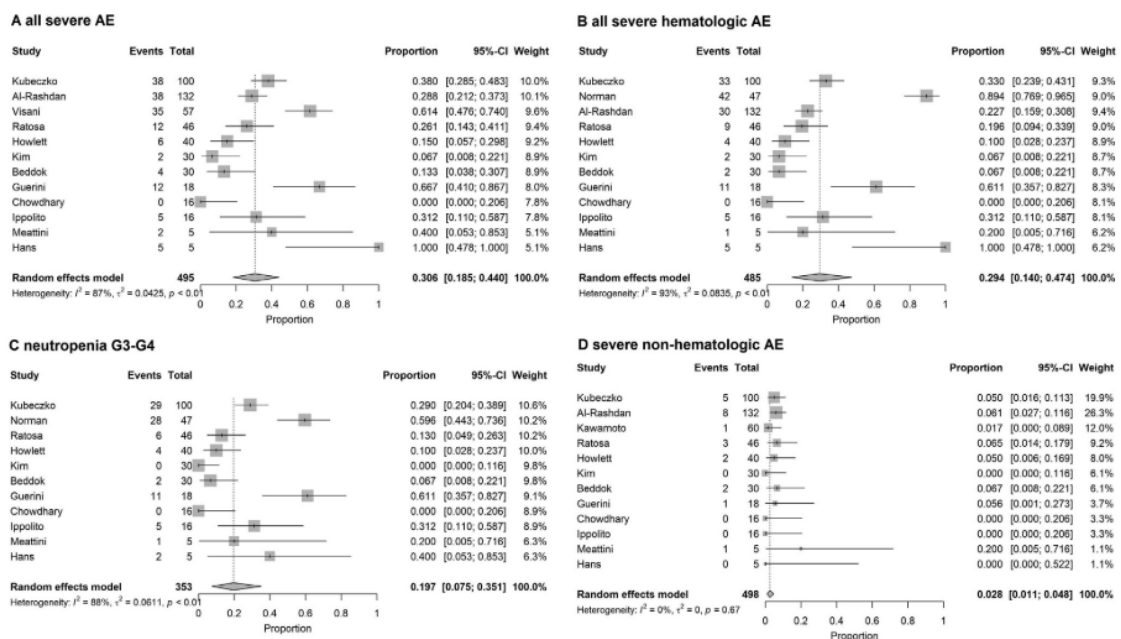 A all severe AE
Study Events Total Proportion 95%-CI Weight
Kubeczko 38 100 0.380 [0.285; 0.483] 10.0%
Al-Rashdan 38 132 0.288 [0.212; 0.373] 10.1%
Visani 35 57 0.614 [0.476; 0.740] 9.6%
Ratosa 12 46 0.261 [0.143; 0.411] 9.4%
Howlett 6 40 0.150 [0.057; 0.298] 9.2%
Kim 2 30 0.067 [0.008; 0.221] 8.9%
Beddok 4 30 0.133 [0.038; 0.307] 8.9%
Guerini 12 18 0.667 [0.410; 0.867] 8.0%
Chowdhary 0 16 0.000 [0.000; 0.206] 7.8%
Ippolito 5 16 0.312 [0.110; 0.587] 7.8%
Meattini 2 5 0.400 [0.053; 0.853] 5.1%
Hans 5 5 1.000 [0.478; 1.000] 5.1%
Random effects model 495 0.306 [0.185; 0.440] 100.0%
Heterogeneity: I² = 87%, τ² = 0.0425, p < 0.01
0 0.2 0.4 0.6 0.8 1
Proportion
B all severe hematologic AE
Study Events Total Proportion 95%-CI Weight
Kubeczko 33 100 0.330 [0.239; 0.431] 9.3%
Norman 42 47 0.894 [0.769; 0.965] 9.0%
Al-Rashdan 30 132 0.227 [0.159; 0.308] 9.4%
Ratosa 9 46 0.196 [0.094; 0.339] 9.0%
Howlett 4 40 0.100 [0.028; 0.237] 8.9%
Kim 2 30 0.067 [0.008; 0.221] 8.7%
Beddok 2 30 0.067 [0.008; 0.221] 8.7%
Guerini 11 18 0.611 [0.357; 0.827] 8.3%
Chowdhary 0 16 0.000 [0.000; 0.206] 8.1%
Ippolito 5 16 0.312 [0.110; 0.587] 8.1%
Meattini 1 5 0.200 [0.005; 0.716] 6.2%
Hans 5 5 1.000 [0.478; 1.000] 6.2%
Random effects model 485 0.294 [0.140; 0.474] 100.0%
Heterogeneity: I² = 93%, τ² = 0.0835, p < 0.01
0 0.2 0.4 0.6 0.8 1
Proportion
C neutropenia G3-G4
Study Events Total Proportion 95%-CI Weight
Kubeczko 29 100 0.290 [0.204; 0.389] 10.6%
Norman 28 47 0.596 [0.443; 0.736] 10.2%
Ratosa 6 46 0.130 [0.049; 0.263] 10.2%
Howlett 4 40 0.100 [0.028; 0.237] 10.0%
Kim 0 30 0.000 [0.000; 0.116] 9.8%
Beddok 2 30 0.067 [0.008; 0.221] 9.8%
Guerini 11 18 0.611 [0.357; 0.827] 9.1%
Chowdhary 0 16 0.000 [0.000; 0.206] 8.9%
Ippolito 5 16 0.312 [0.110; 0.587] 8.9%
Meattini 1 5 0.200 [0.005; 0.716] 6.3%
Hans 2 5 0.400 [0.053; 0.853] 6.3%
Random effects model 353 0.197 [0.075; 0.351] 100.0%
Heterogeneity: I² = 88%, τ² = 0.0611, p < 0.01
0 0.2 0.4 0.6 0.8 1
Proportion
D severe non-hematologic AE
Study Events Total Proportion 95%-CI Weight
Kubeczko 5 100 0.050 [0.016; 0.113] 19.9%
Al-Rashdan 8 132 0.061 [0.027; 0.116] 26.3%
Kawamoto 1 60 0.017 [0.000; 0.089] 12.0%
Ratosa 3 46 0.065 [0.014; 0.179] 9.2%
Howlett 2 40 0.050 [0.006; 0.169] 8.0%
Kim 0 30 0.000 [0.000; 0.116] 6.1%
Beddok 2 30 0.067 [0.008; 0.221] 6.1%
Guerini 1 18 0.056 [0.001; 0.273] 3.7%
Chowdhary 0 16 0.000 [0.000; 0.206] 3.3%
Ippolito 0 16 0.000 [0.000; 0.206] 3.3%
Meattini 1 5 0.200 [0.005; 0.716] 1.1%
Hans 0 5 0.000 [0.000; 0.522] 1.1%
Random effects model 498 0.028 [0.011; 0.048] 100.0%
Heterogeneity: I² = 0%, τ² = 0, p = 0.67
0 0.2 0.4 0.6 0.8 1
Proportion